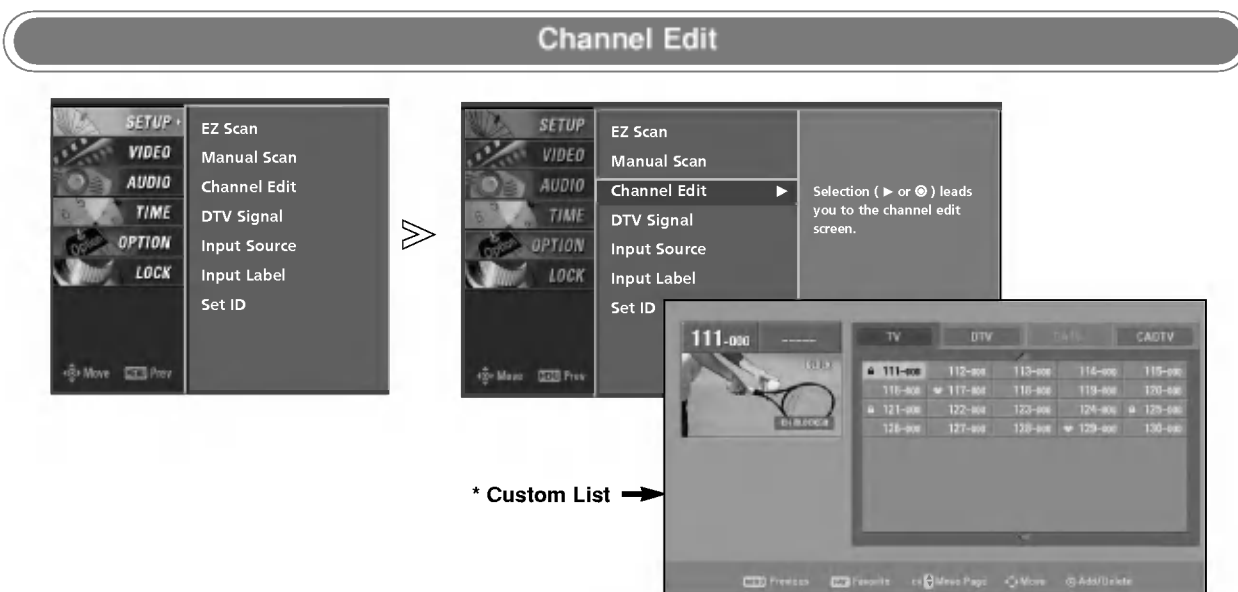 Channel Edit
SETUP
VIDEO
AUDIO
TIME
OPTION
LOCK
EZ Scan
Manual Scan
Channel Edit
DTV Signal
Input Source
Input Label
Set ID
Move
Prev
SETUP
VIDEO
AUDIO
TIME
OPTION
LOCK
EZ Scan
Manual Scan
Channel Edit ▶
DTV Signal
Input Source
Input Label
Set ID
Move
Prev
Selection ( ▶ or ◉ ) leads
you to the channel edit
screen.
* Custom List
111-000
TV DTV CADTV
111-000 112-000 113-000 114-000 115-000
117-000 119-000 120-000
121-000 122-000 123-000 124-000 125-000
126-000 127-000 128-000 129-000 130-000
Previous Favorite Move Page Move Add/Delete